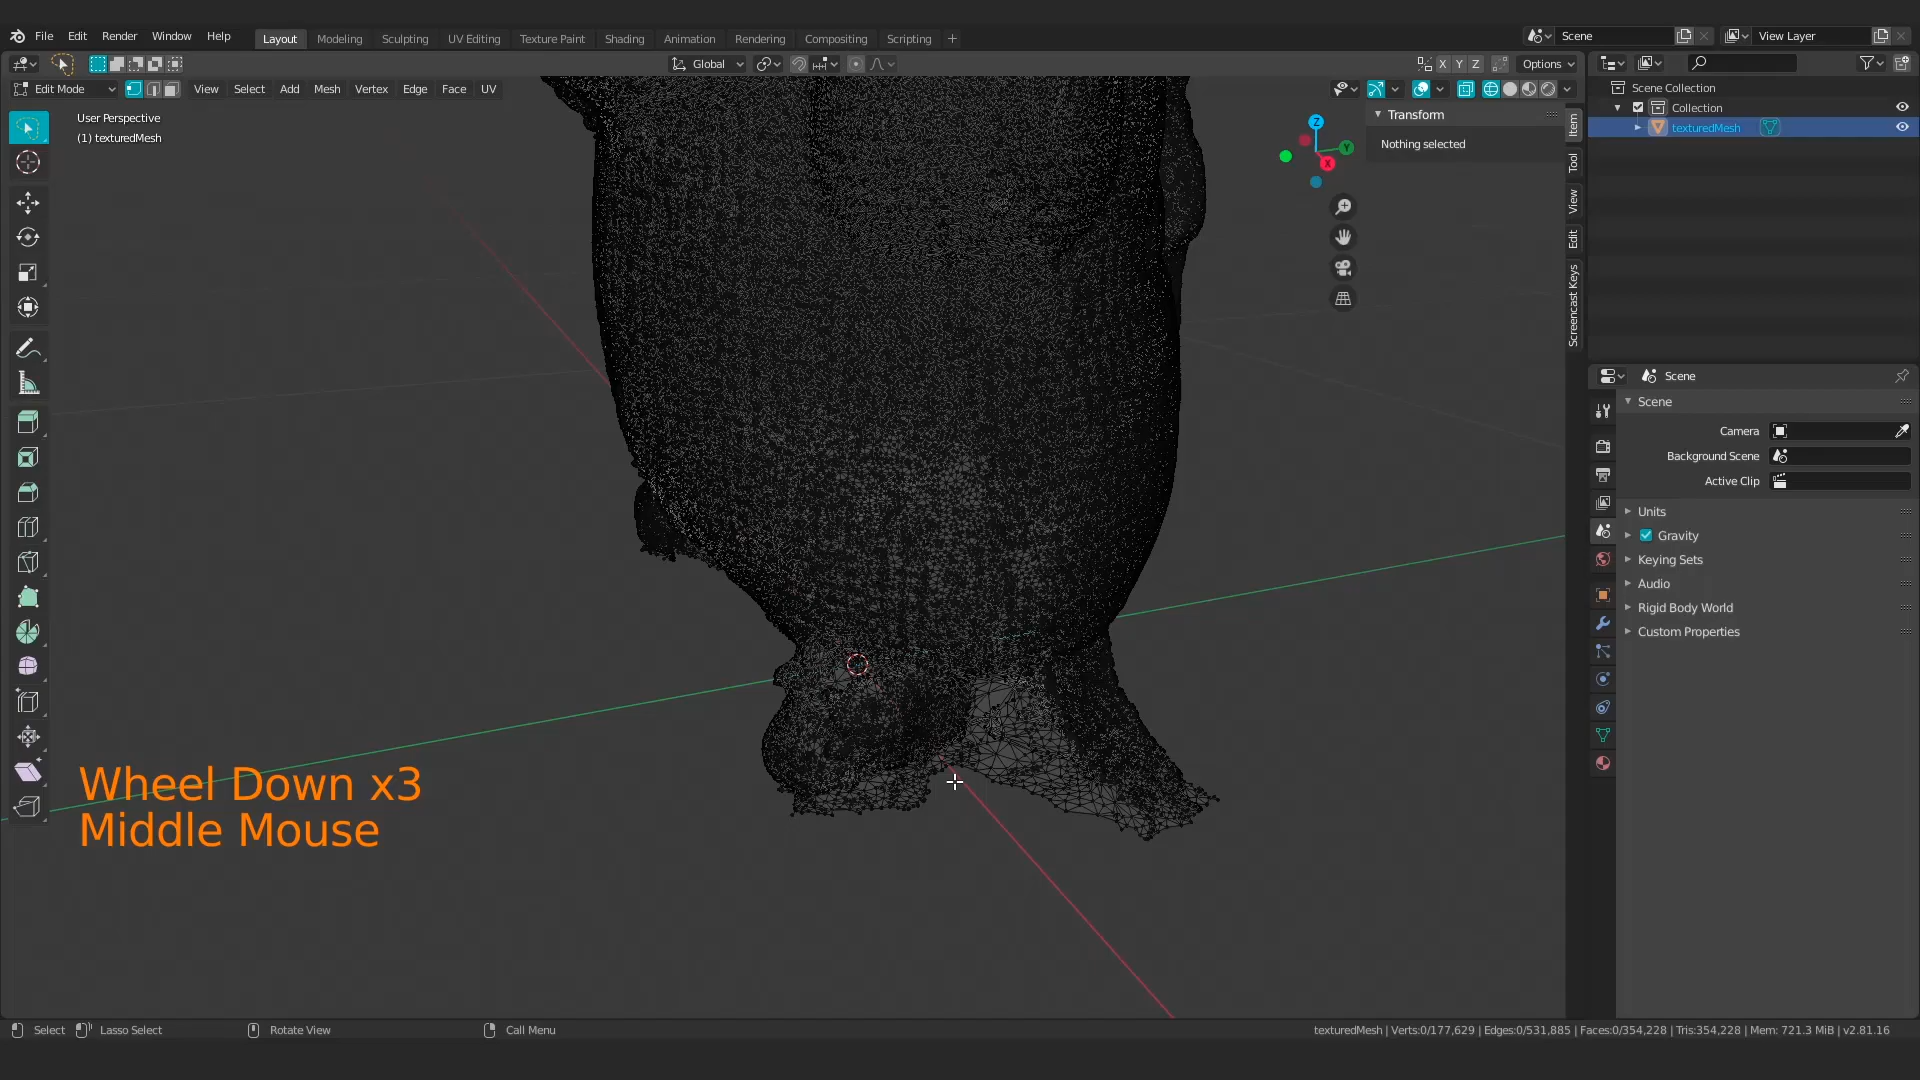 File Edit Render Window Help Layout Modeling Sculpting UV Editing Texture Paint Shading Animation Rendering Compositing Scripting + Scene View Layer
Global X Y Z Options
Edit Mode View Select Add Mesh Vertex Edge Face UV
User Perspective
(1) texturedMesh
Z
Y
X
Transform
Nothing selected
Item
Tool
View
Edit
Screencast Keys
Scene Collection
Collection
texturedMesh
Scene
Scene
Camera
Background Scene
Active Clip
Units
Gravity
Keying Sets
Audio
Rigid Body World
Custom Properties
Wheel Down x3
Middle Mouse
Select Lasso Select Rotate View Call Menu texturedMesh | Verts:0/177,629 | Edges:0/531,885 | Faces:0/354,228 | Tris:354,228 | Mem: 721.3 MiB | v2.81.16